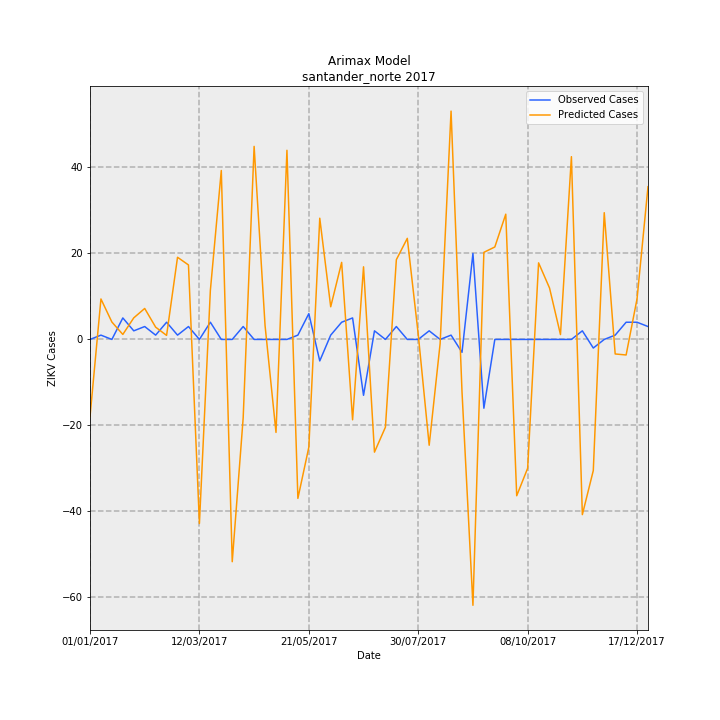 Arimax Model
santander_norte 2017
Observed Cases
Predicted Cases
ZIKV Cases
40
20
0
−20
−40
−60
01/01/2017 12/03/2017 21/05/2017 30/07/2017 08/10/2017 17/12/2017
Date